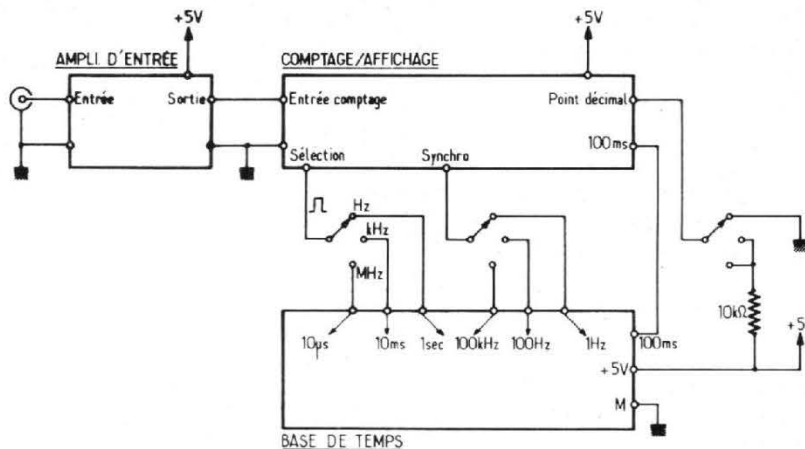 +5V
+5V
AMPLI. D'ENTRÉE
COMPTAGE/AFFICHAGE
Entrée
Sortie
Entrée comptage
Point décimal
100ms
Sélection
Synchro
Hz
kHz
MHz
10kΩ
+5
10µs
10ms
1sec
100kHz
100Hz
1Hz
100ms
+5V
M
BASE DE TEMPS